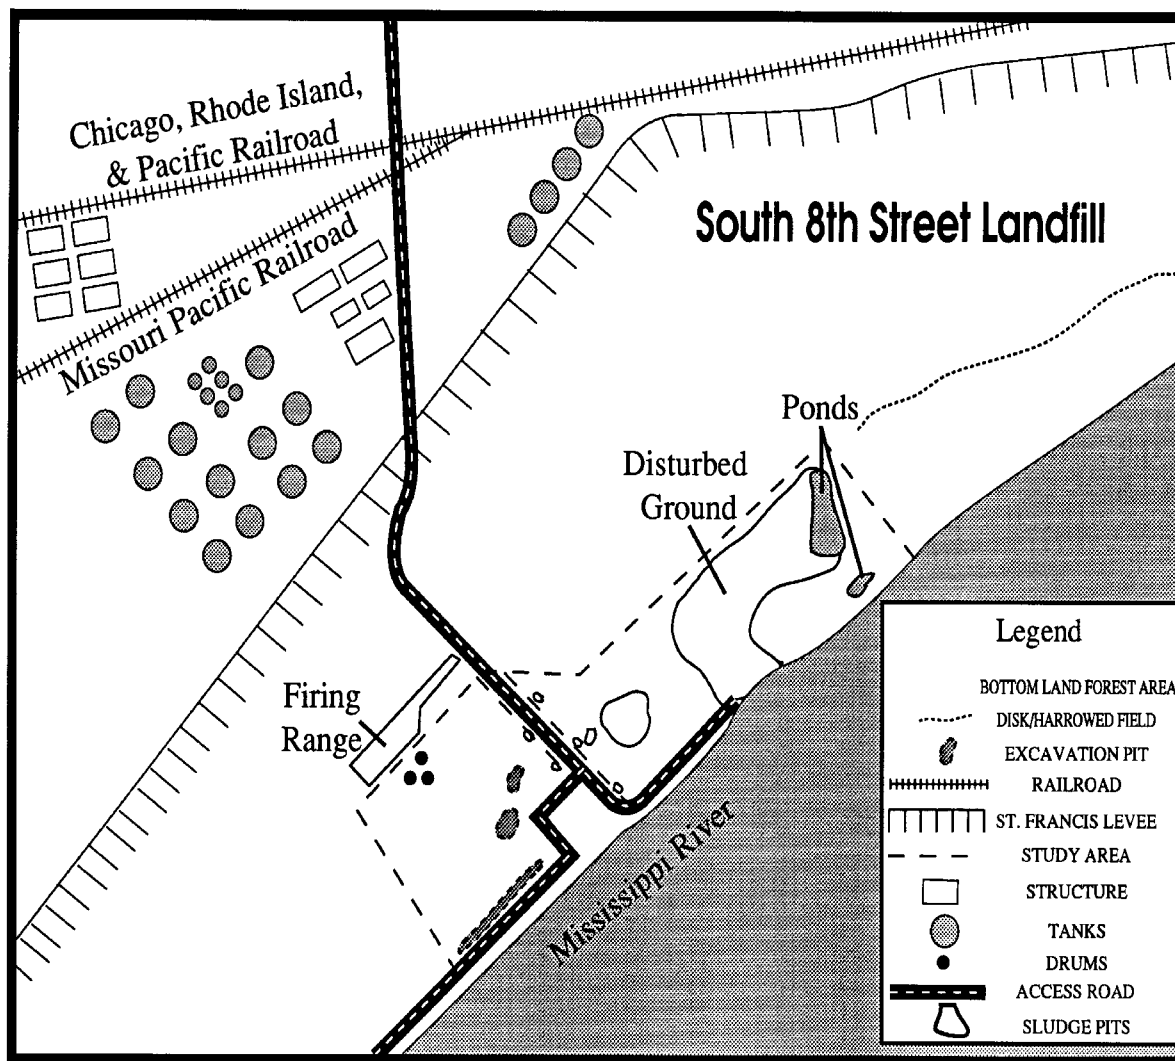 Chicago, Rhode Island,
& Pacific Railroad
Missouri Pacific Railroad
South 8th Street Landfill
Ponds
Disturbed
Ground
Firing
Range
Mississippi River
Legend
BOTTOM LAND FOREST AREA
DISK/HARROWED FIELD
EXCAVATION PIT
RAILROAD
ST. FRANCIS LEVEE
STUDY AREA
STRUCTURE
TANKS
DRUMS
ACCESS ROAD
SLUDGE PITS